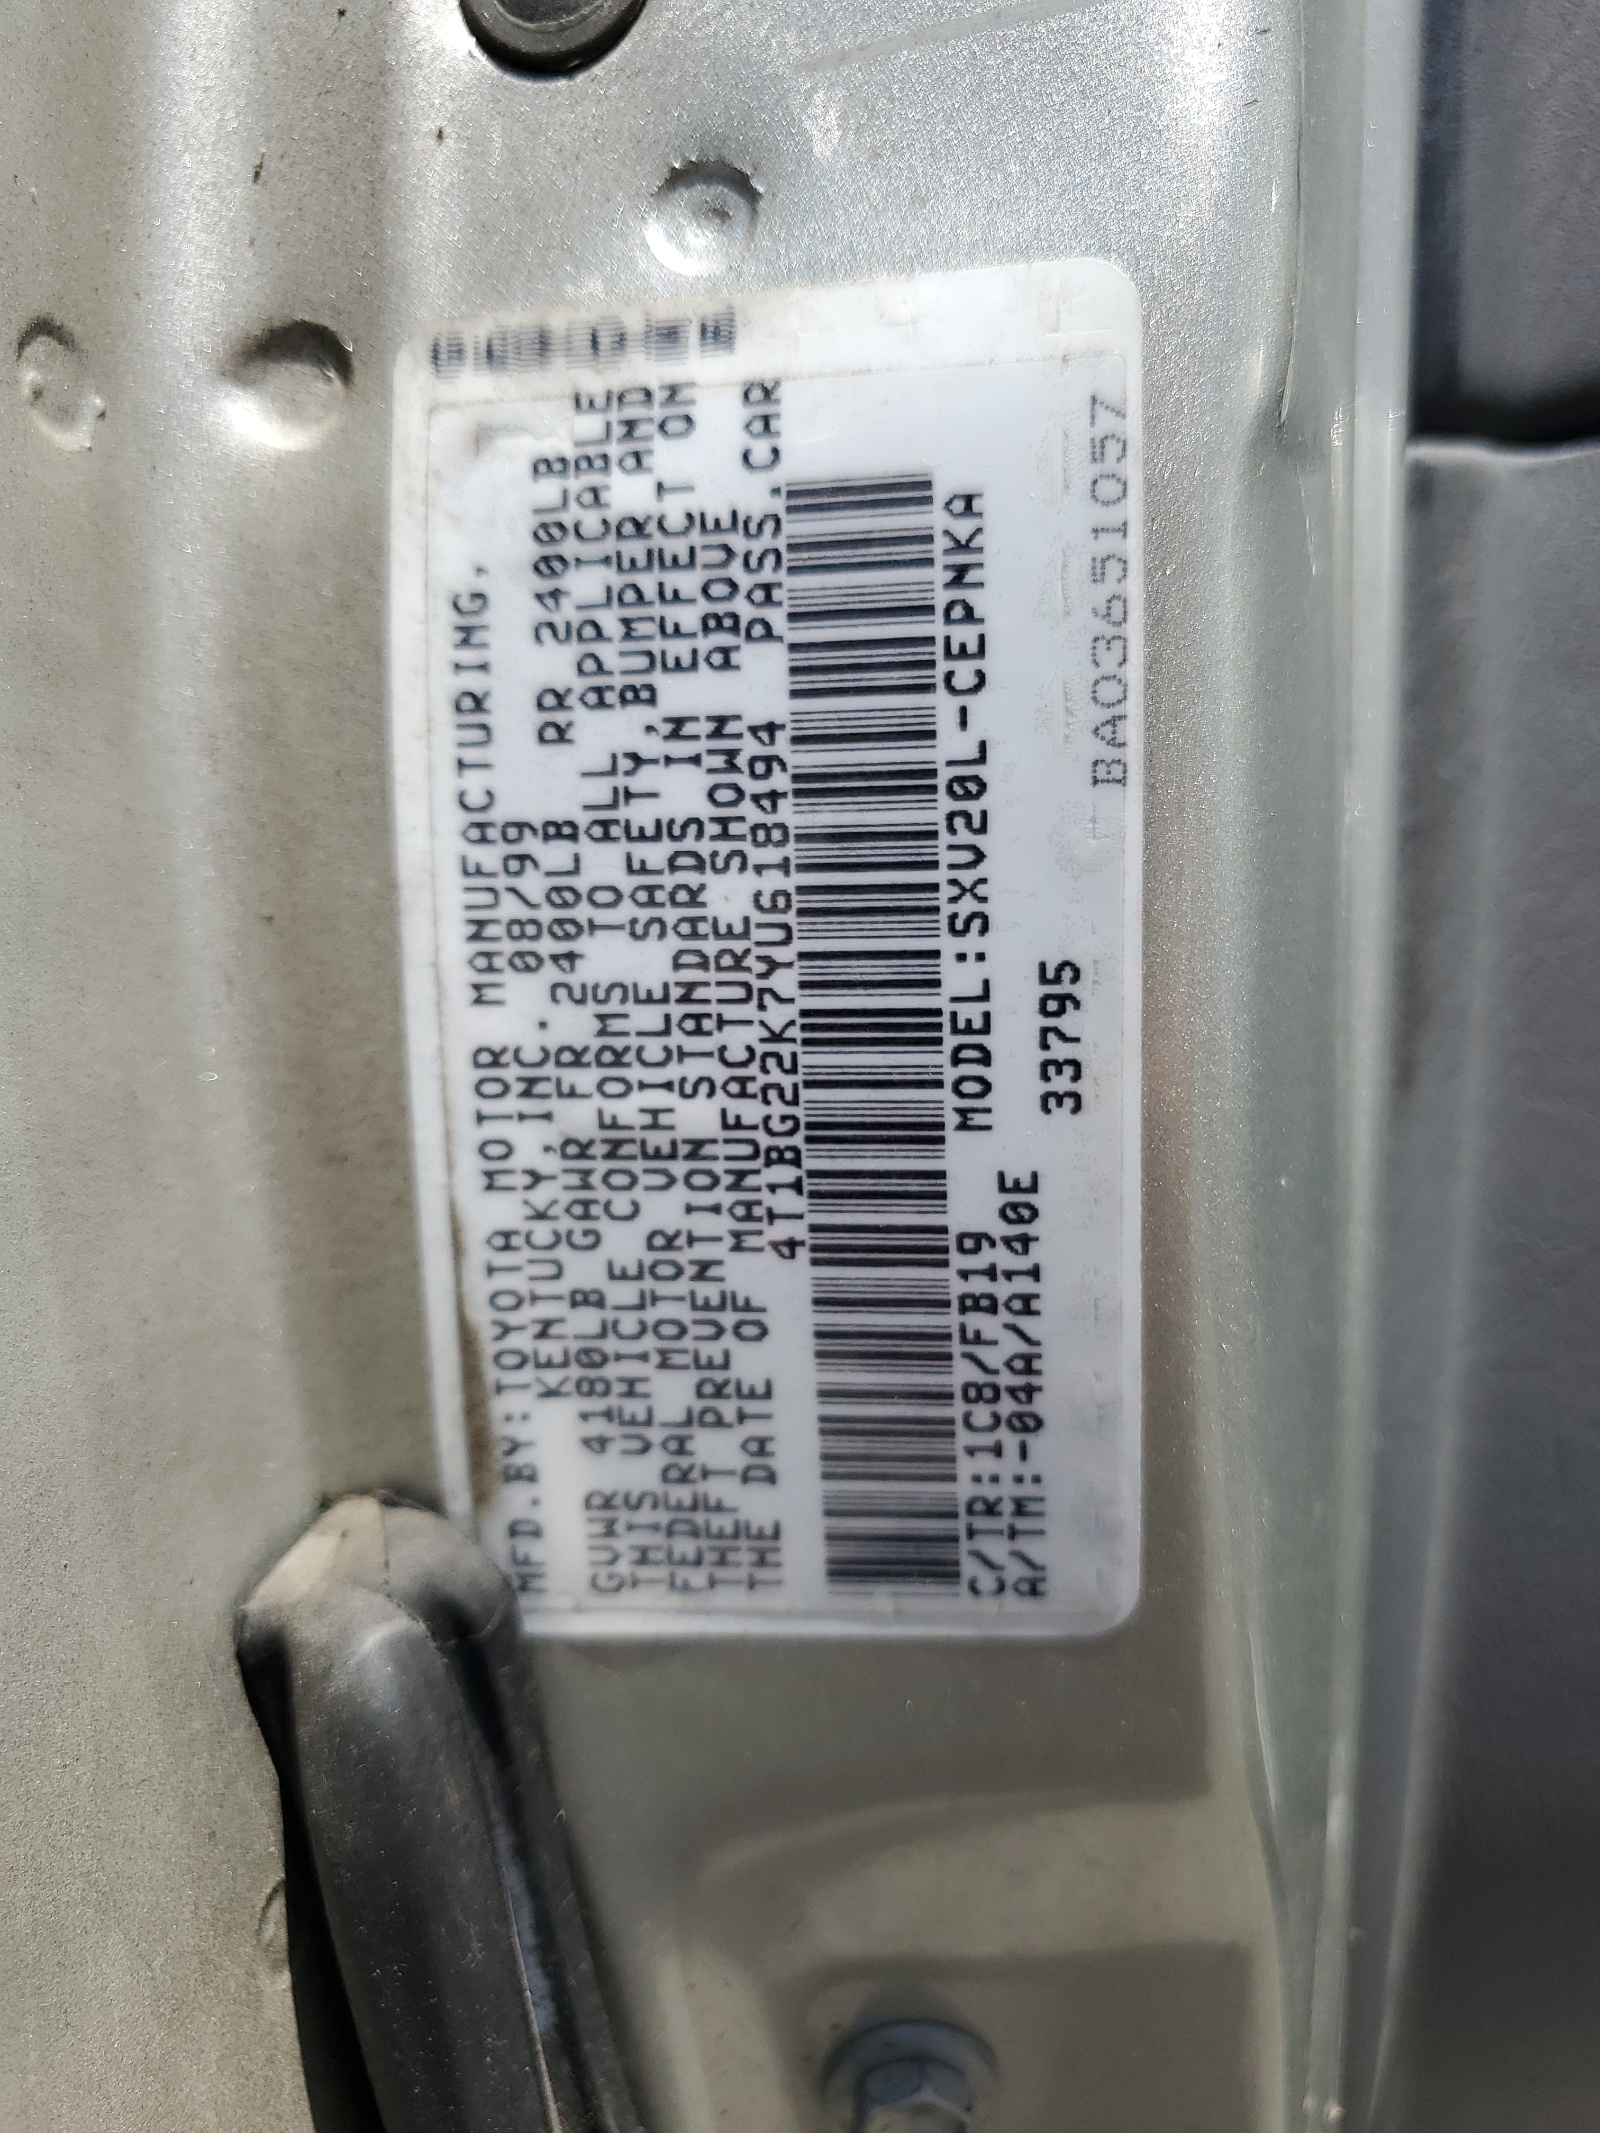 MFD.BY:TOYOTA MOTOR MANUFACTURING,
KENTUCKY,INC. 08/99
GVWR 4180LB GAWR FR 2400LB RR 2400LB
THIS VEHICLE CONFORMS TO ALL APPLICABLE
FEDERAL MOTOR VEHICLE SAFETY,BUMPER AND
THEFT PREVENTION STANDARDS IN EFFECT ON
THE DATE OF MANUFACTURE SHOWN ABOVE
4T1BG22K7YU618494 PASS.CAR
C/TR:1C8/FB19 MODEL:SXV20L-CEPNKA
A/TM:-04A/A140E 33795
BA03651057